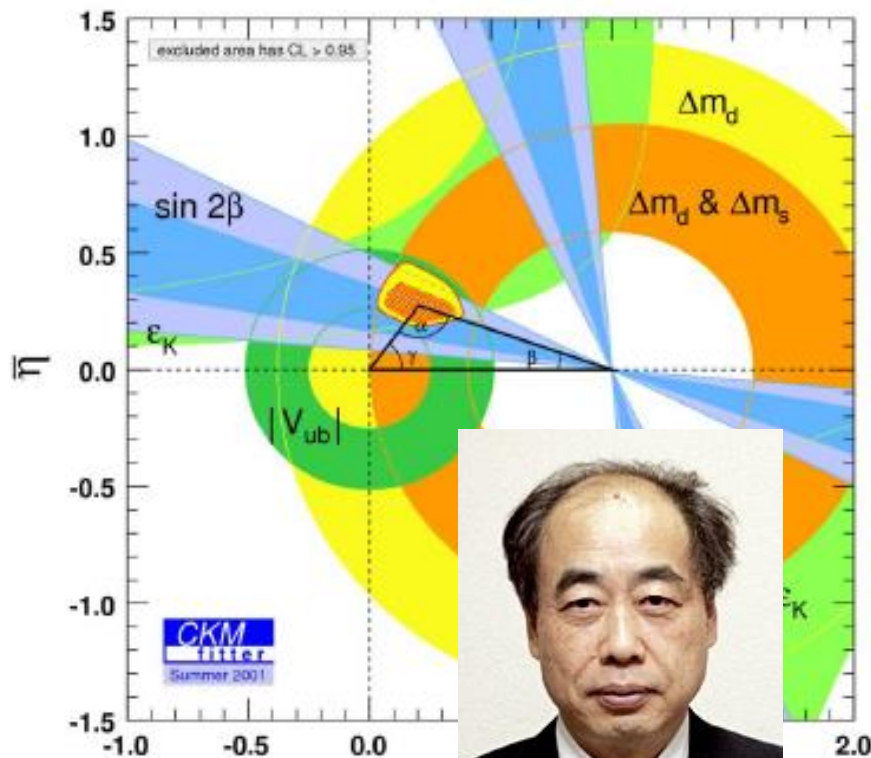 1.5
excluded area has CL > 0.95
Δm_d
1.0
sin 2β
Δm_d & Δm_s
0.5
ε_K
α
η̄
γ
β
0.0
|V_ub|
-0.5
ε_K
-1.0
CKM
fitter
Summer 2001
-1.5
-1.0
-0.5
0.0
2.0